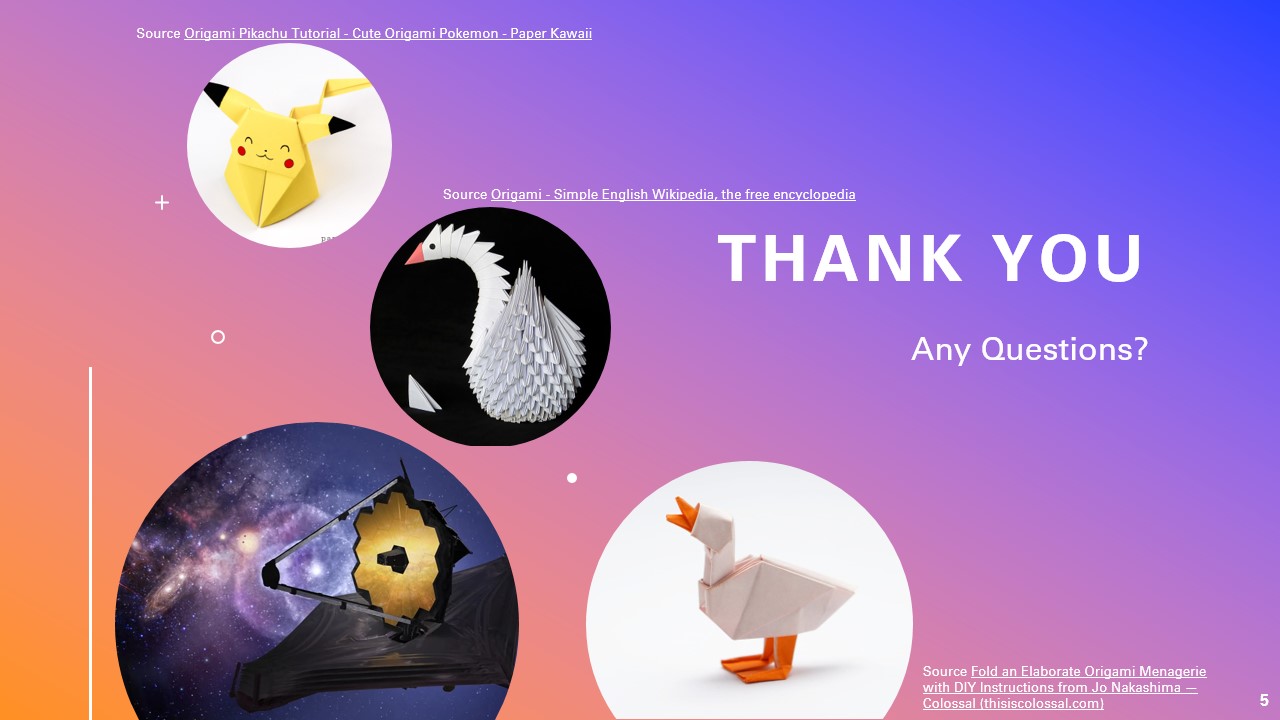 Source Origami Pikachu Tutorial - Cute Origami Pokemon - Paper Kawaii
Source Origami - Simple English Wikipedia, the free encyclopedia
THANK YOU
Any Questions?
Source Fold an Elaborate Origami Menagerie
with DIY Instructions from Jo Nakashima —
Colossal (thisiscolossal.com)
5